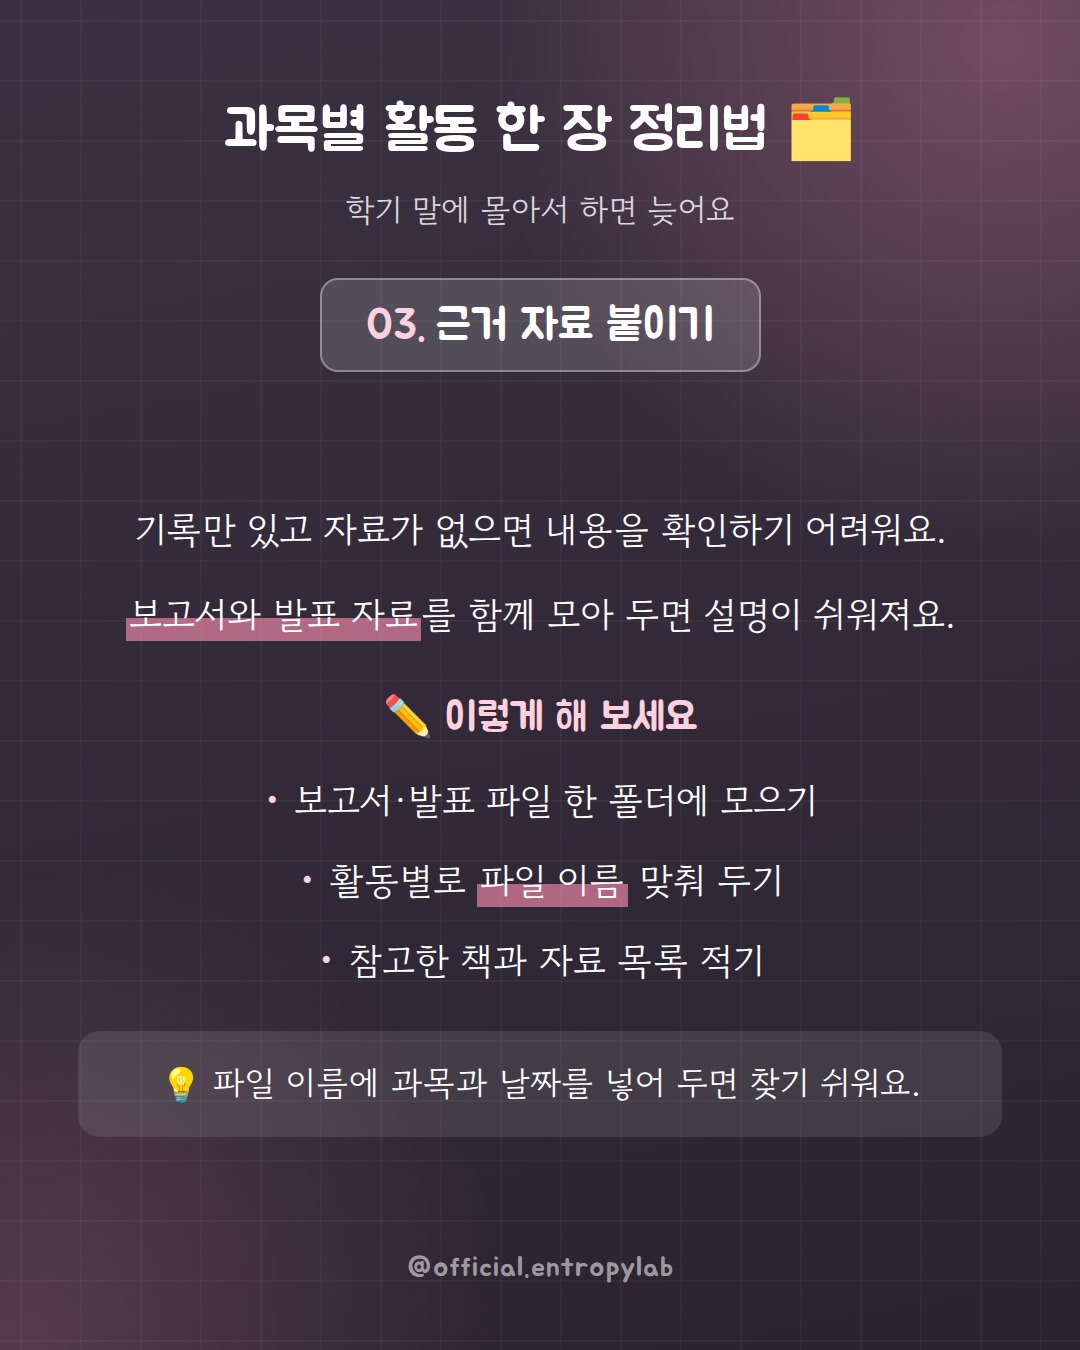 과목별 활동 한 장 정리법 🗂️
학기 말에 몰아서 하면 늦어요
03. 근거 자료 붙이기
기록만 있고 자료가 없으면 내용을 확인하기 어려워요.
보고서와 발표 자료를 함께 모아 두면 설명이 쉬워져요.
✏️ 이렇게 해 보세요
• 보고서·발표 파일 한 폴더에 모으기
• 활동별로 파일 이름 맞춰 두기
• 참고한 책과 자료 목록 적기
💡 파일 이름에 과목과 날짜를 넣어 두면 찾기 쉬워요.
@official.entropylab